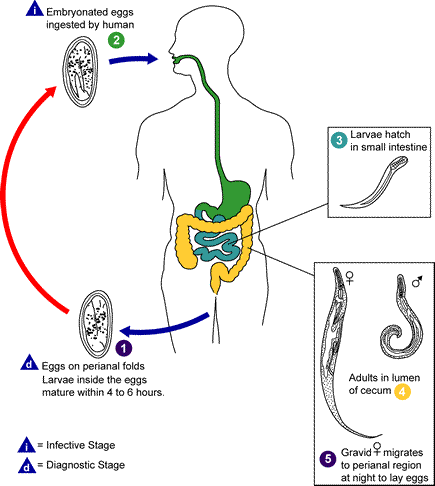 i Embryonated eggs
ingested by human
2
3 Larvae hatch
in small intestine
♀ ♂
Adults in lumen
of cecum 4
5 Gravid ♀ migrates
to perianal region
at night to lay eggs
1
d Eggs on perianal folds
Larvae inside the eggs
mature within 4 to 6 hours.
i = Infective Stage
d = Diagnostic Stage